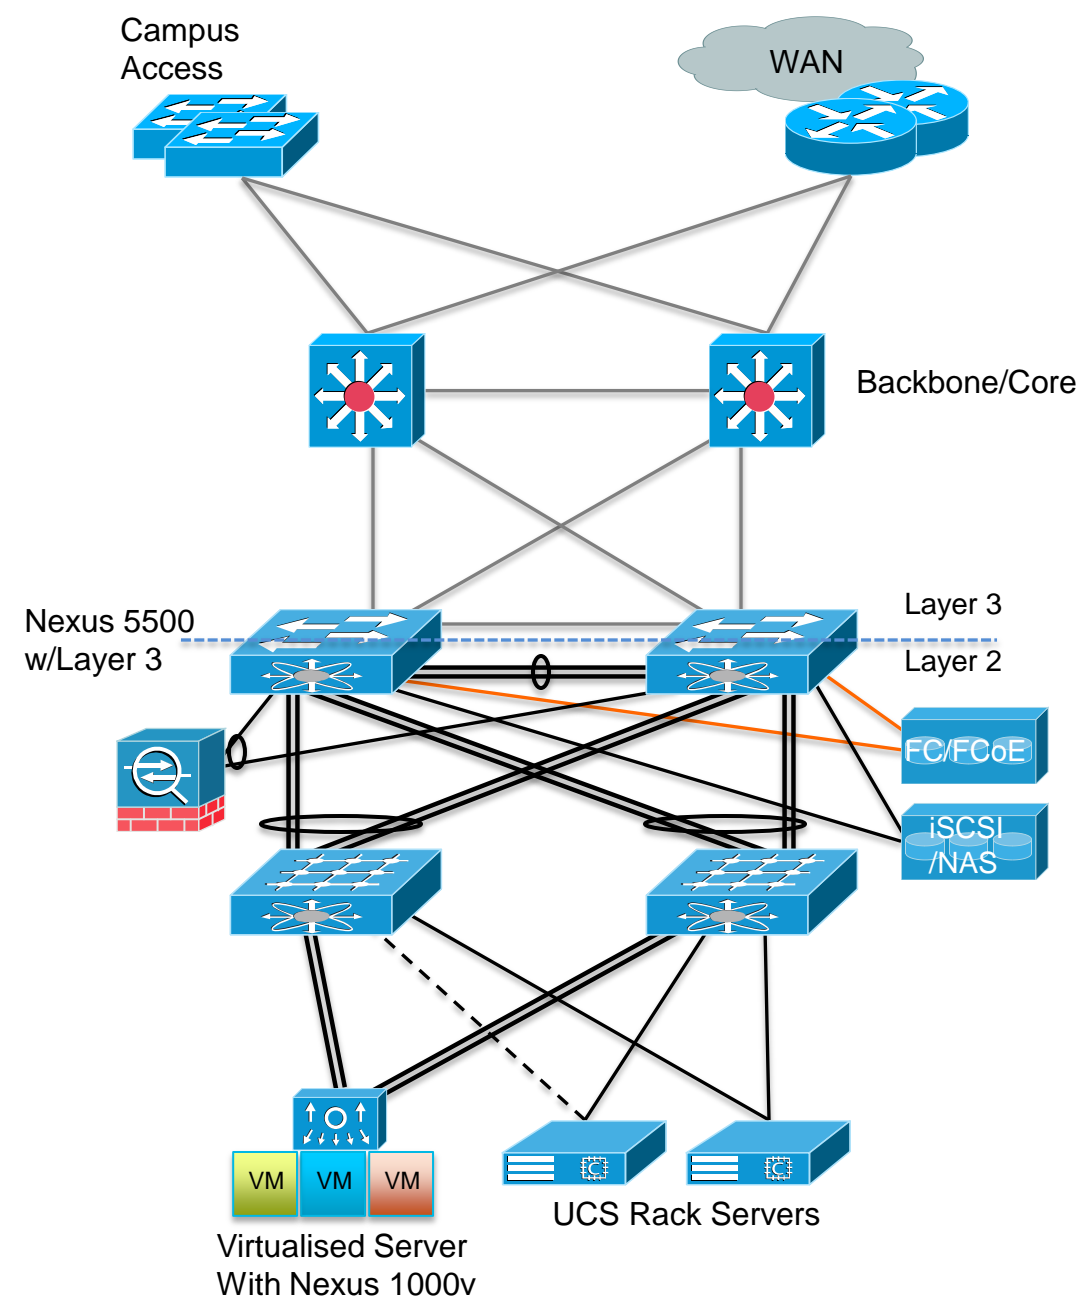 Campus
Access
WAN
Backbone/Core
Nexus 5500
w/Layer 3
Layer 3
Layer 2
FC/FCoE
iSCSI
/NAS
C
C
VM
VM
VM
UCS Rack Servers
Virtualised Server
With Nexus 1000v